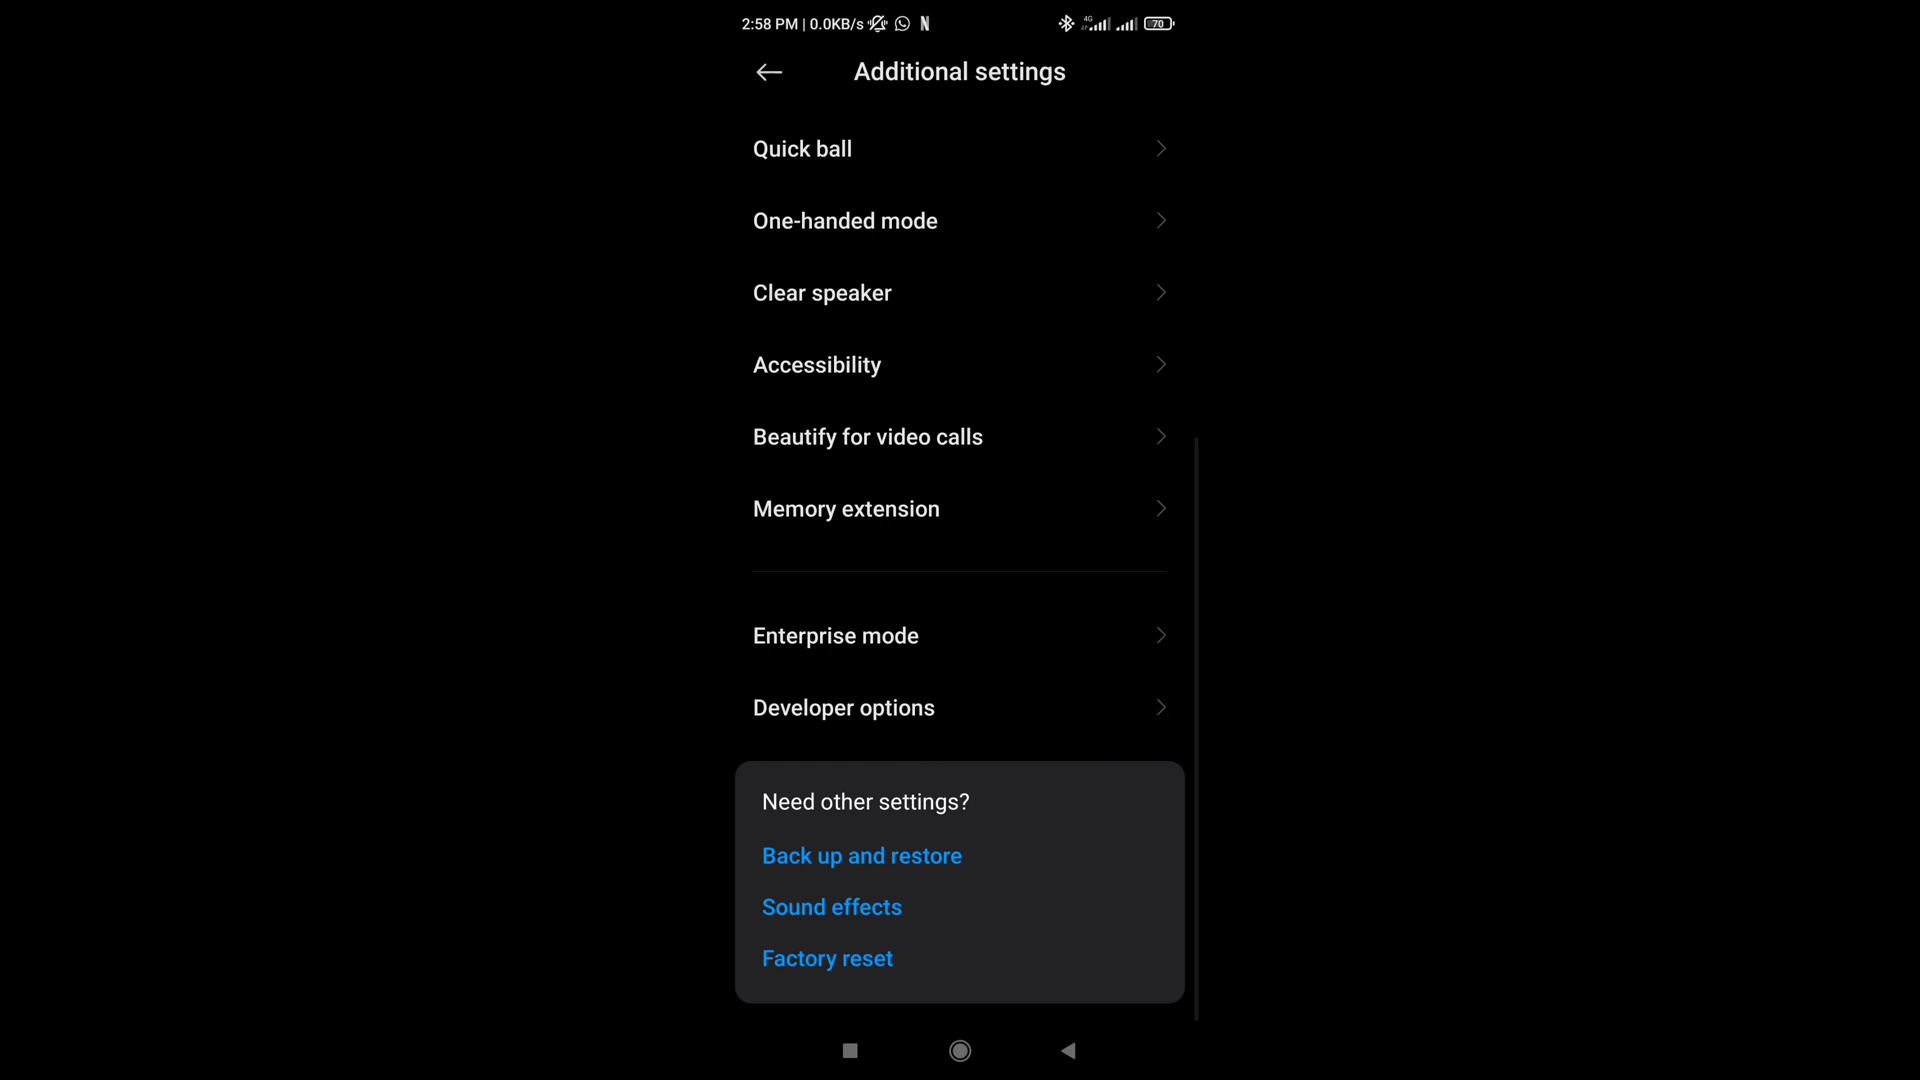 2:58 PM | 0.0KB/s N 4G 70
Additional settings
Quick ball
One-handed mode
Clear speaker
Accessibility
Beautify for video calls
Memory extension
Enterprise mode
Developer options
Need other settings?
Back up and restore
Sound effects
Factory reset